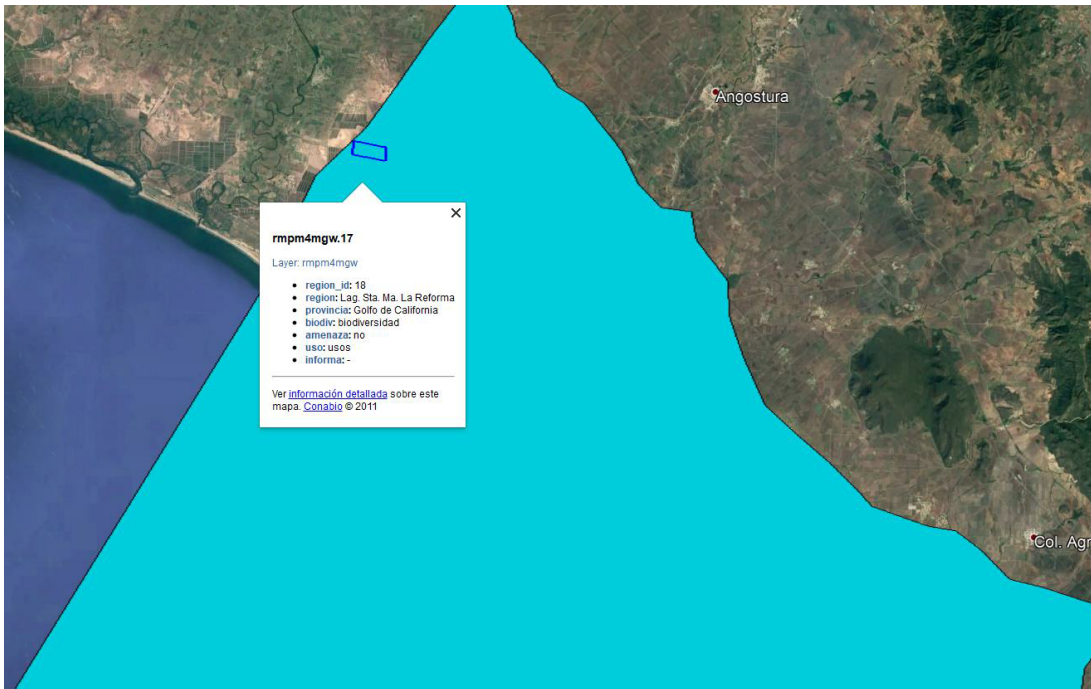 Angostura
rmpm4mgw.17
Layer: rmpm4mgw
region_id: 18
region: Lag. Sta. Ma. La Reforma
provincia: Golfo de California
biodiv: biodiversidad
amenaza: no
uso: usos
informa: -
Ver información detallada sobre este
mapa. Conabio © 2011
Col. Agr